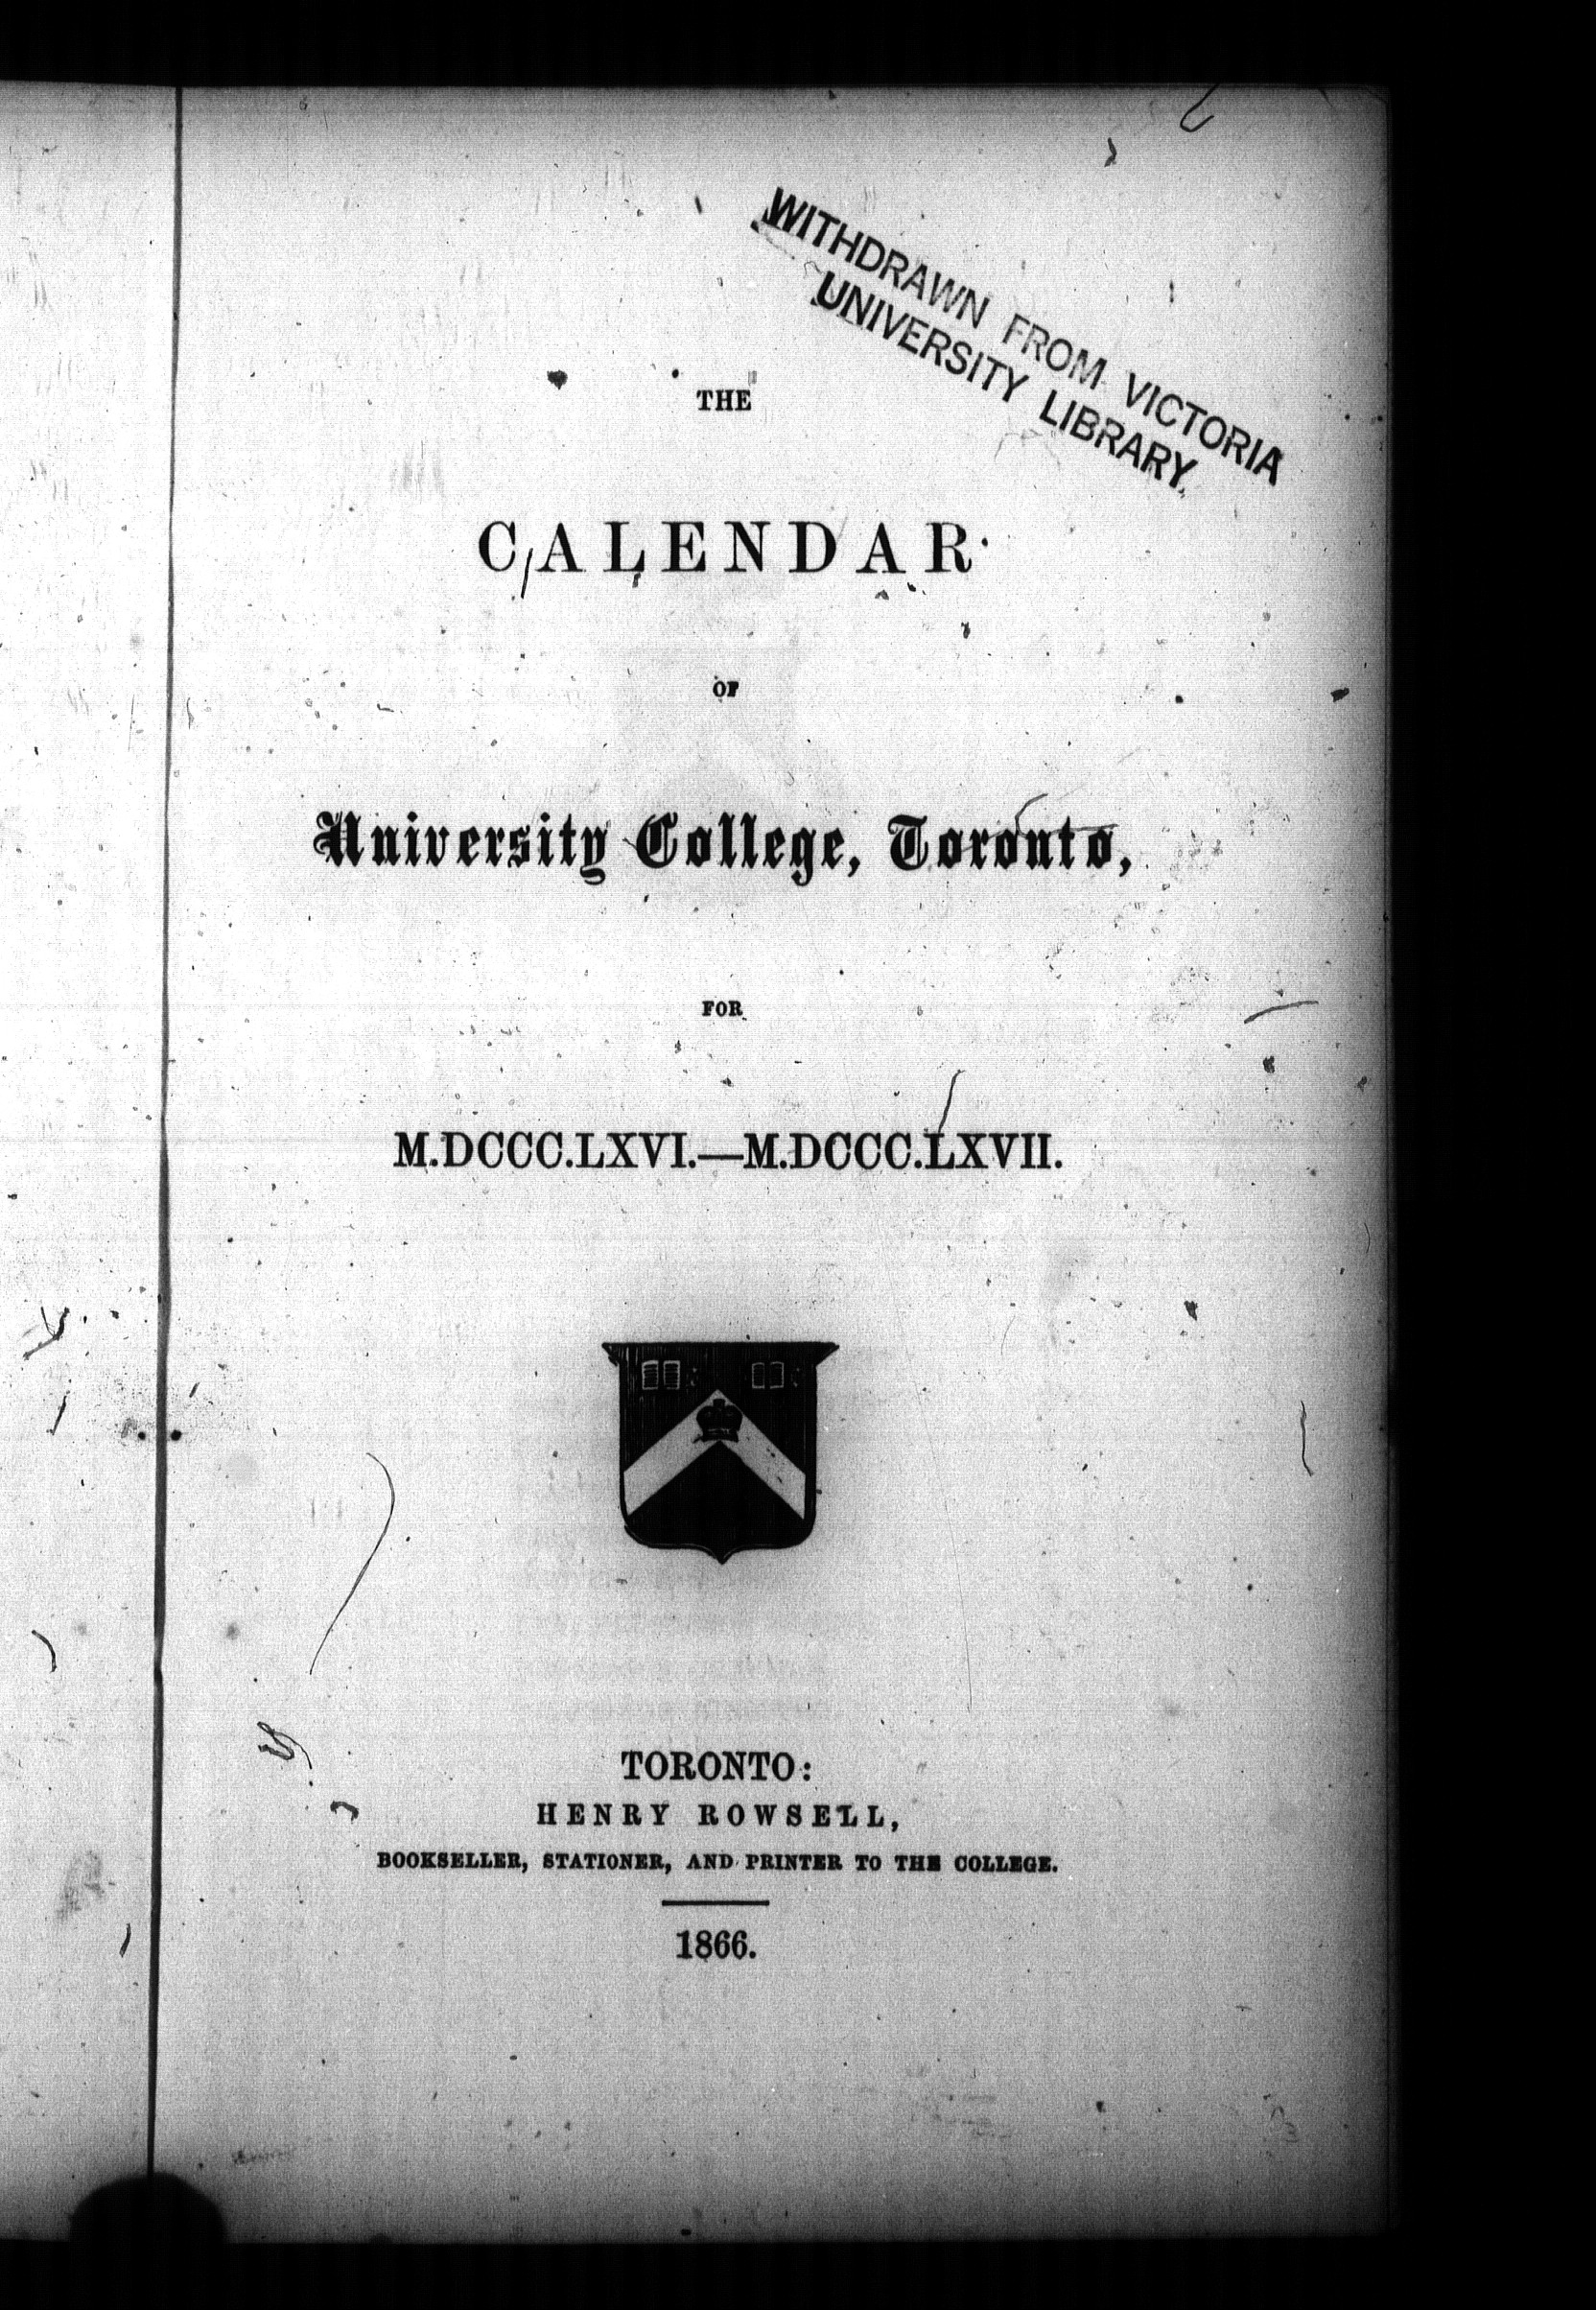 WITHDRAWN FROM VICTORIA
UNIVERSITY LIBRARY.
THE
CALENDAR
OF
University College, Toronto,
FOR
M.DCCC.LXVI.—M.DCCC.LXVII.
TORONTO:
HENRY ROWSELL,
BOOKSELLER, STATIONER, AND PRINTER TO THE COLLEGE.
1866.